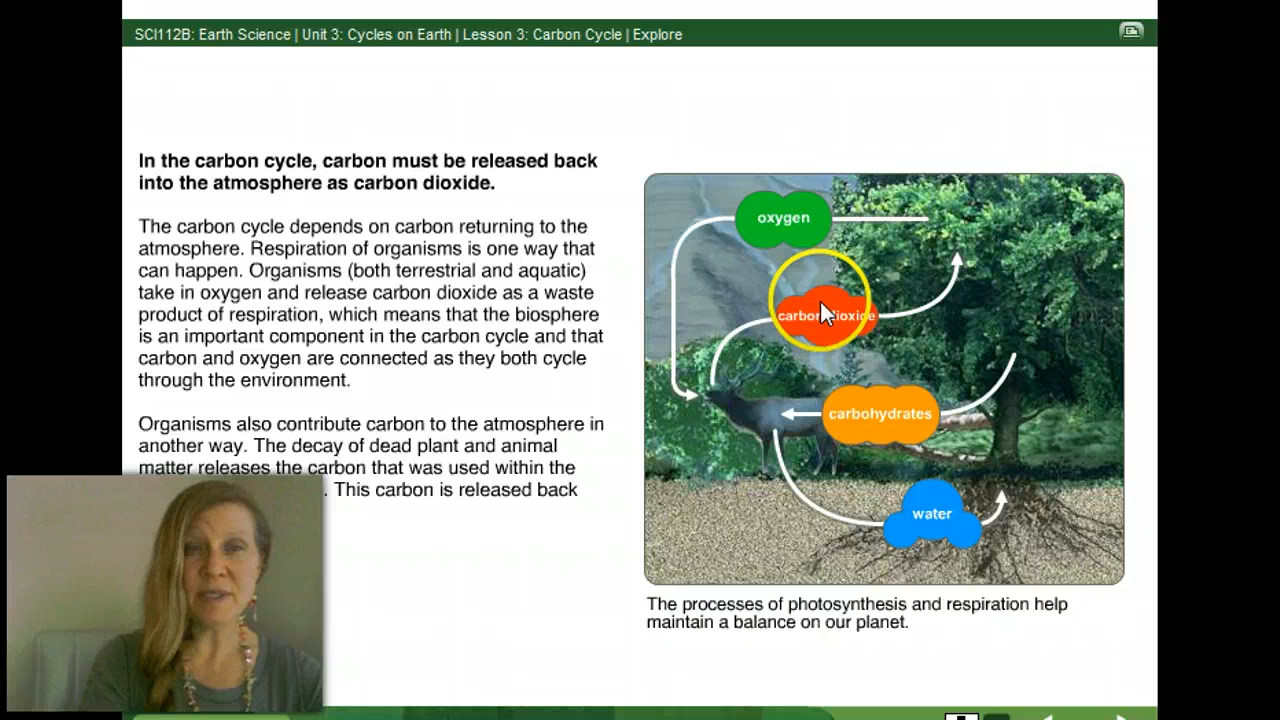 SCI112B: Earth Science | Unit 3: Cycles on Earth | Lesson 3: Carbon Cycle | Explore
In the carbon cycle, carbon must be released back
into the atmosphere as carbon dioxide.
The carbon cycle depends on carbon returning to the
atmosphere. Respiration of organisms is one way that
can happen. Organisms (both terrestrial and aquatic)
take in oxygen and release carbon dioxide as a waste
product of respiration, which means that the biosphere
is an important component in the carbon cycle and that
carbon and oxygen are connected as they both cycle
through the environment.
Organisms also contribute carbon to the atmosphere in
another way. The decay of dead plant and animal
matter releases the carbon that was used within the
. This carbon is released back
oxygen
carbon dioxide
carbohydrates
water
The processes of photosynthesis and respiration help
maintain a balance on our planet.